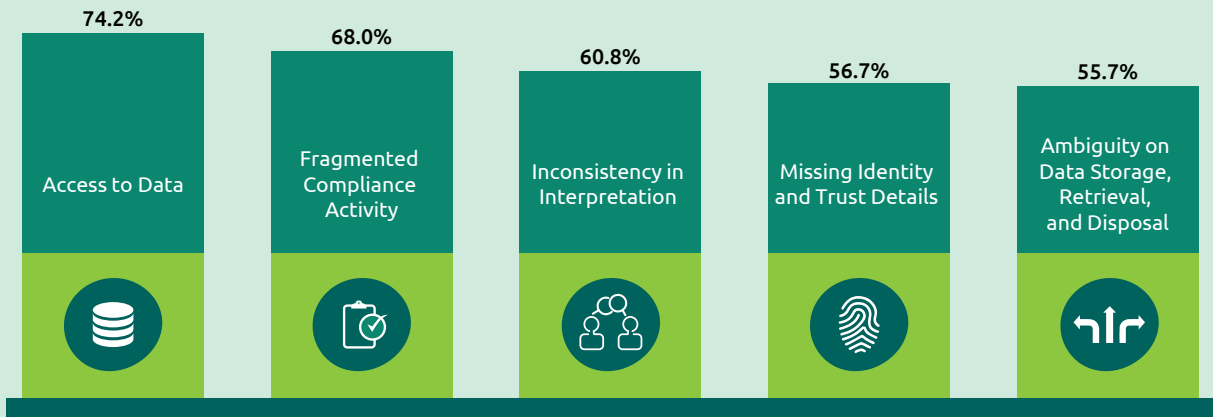 74.2%
68.0%
60.8%
56.7%
55.7%
Access to Data
Fragmented
Compliance
Activity
Inconsistency in
Interpretation
Missing Identity
and Trust Details
Ambiguity on
Data Storage,
Retrieval,
and Disposal